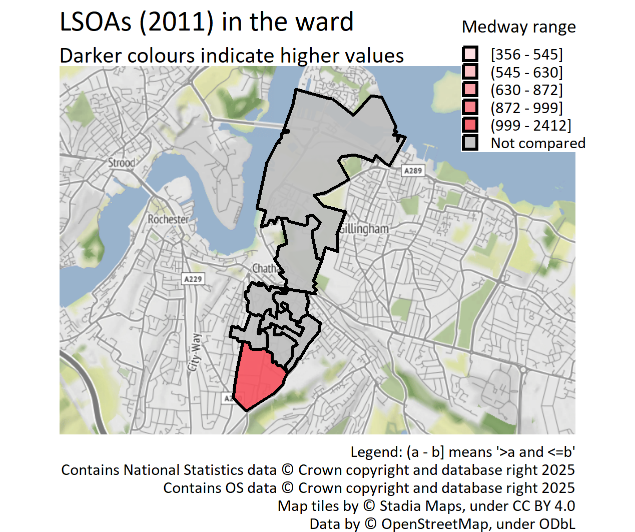 LSOAs (2011) in the ward
Darker colours indicate higher values
Medway range
[356 - 545]
(545 - 630]
(630 - 872]
(872 - 999]
(999 - 2412]
Not compared
Strood
A289
Rochester
Gillingham
A229
City Way
Legend: (a - b] means '>a and <=b'
Contains National Statistics data © Crown copyright and database right 2025
Contains OS data © Crown copyright and database right 2025
Map tiles by © Stadia Maps, under CC BY 4.0
Data by © OpenStreetMap, under ODbL